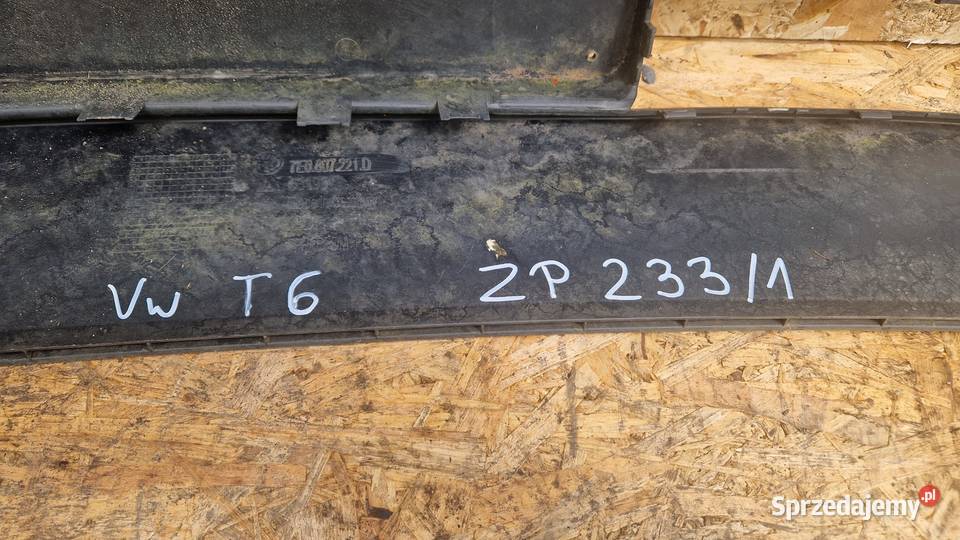 7E0.807.221.D
VW T6 ZP 233/1
Sprzedajemy.pl